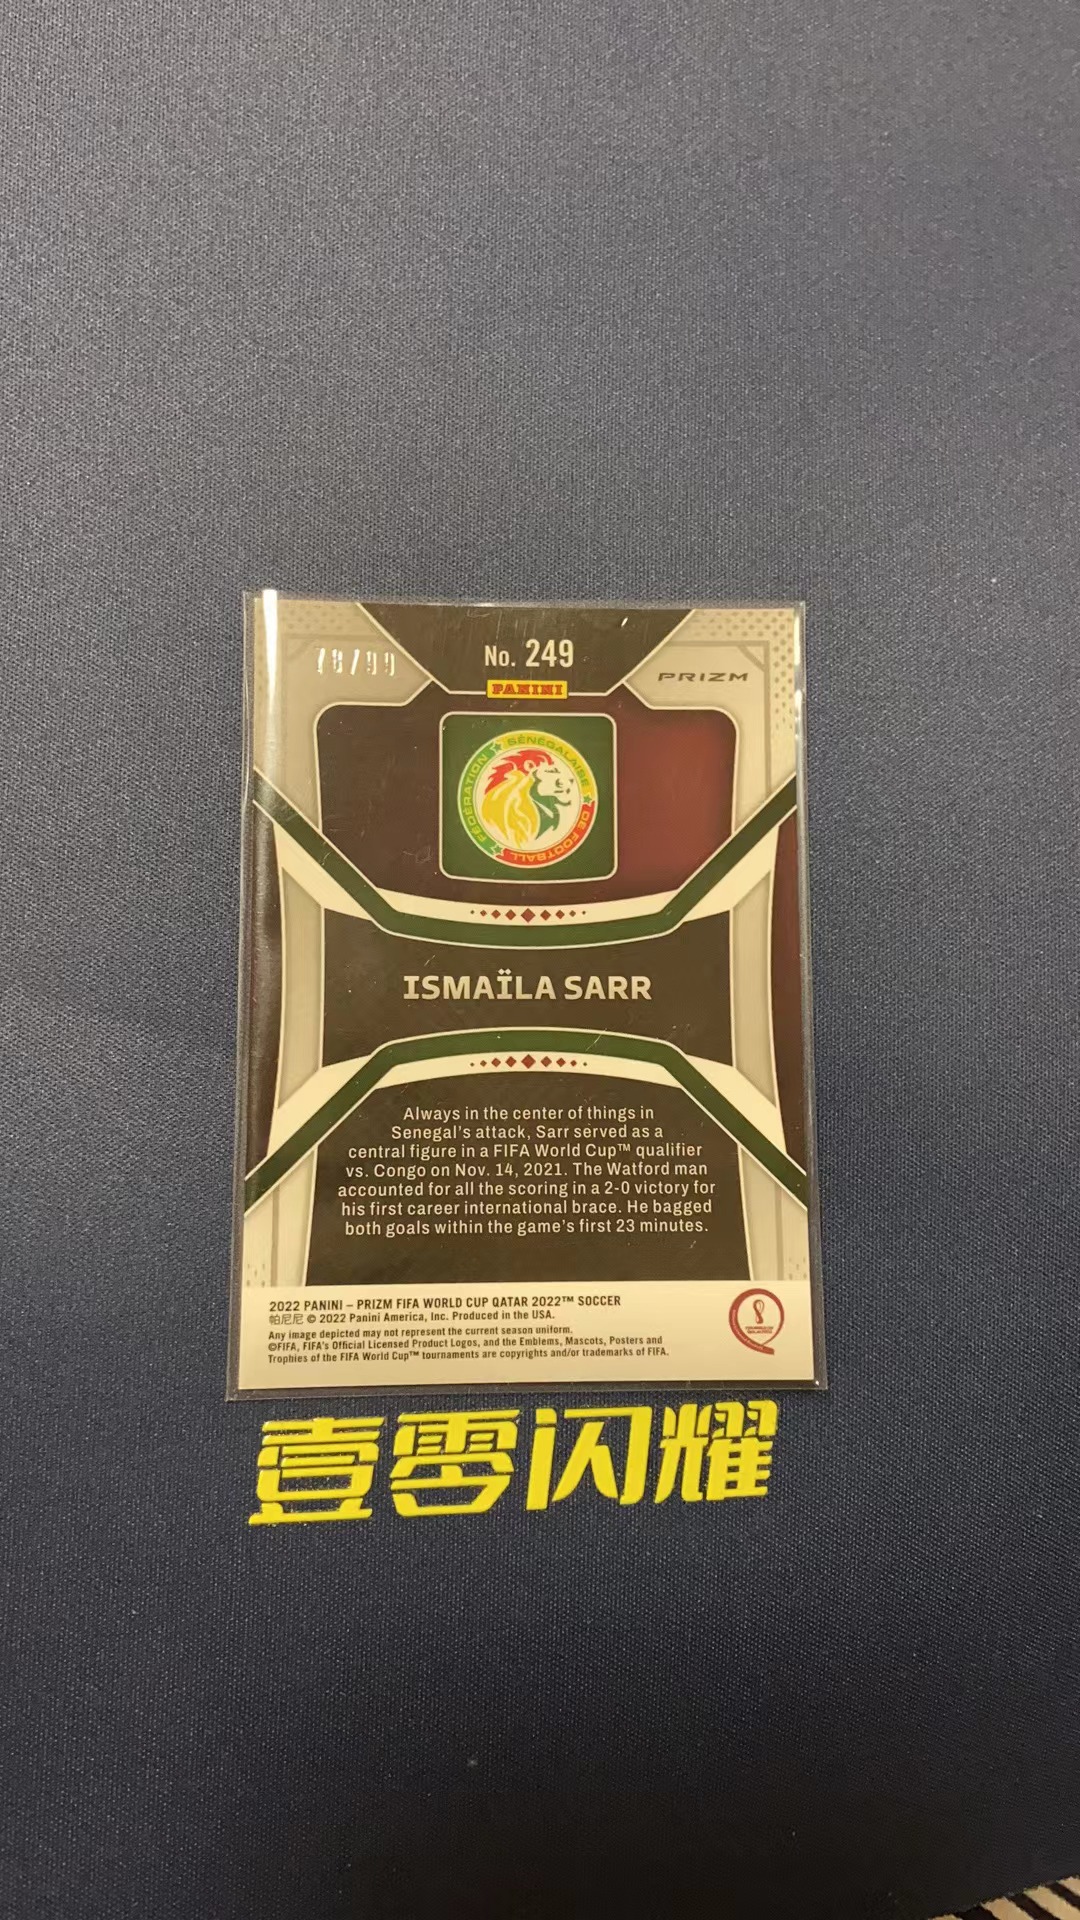 78/99
No. 249
PRIZM
PANINI
FÉDÉRATION SÉNÉGALAISE DE FOOTBALL
ISMAÏLA SARR
Always in the center of things in
Senegal's attack, Sarr served as a
central figure in a FIFA World Cup™ qualifier
vs. Congo on Nov. 14, 2021. The Watford man
accounted for all the scoring in a 2-0 victory for
his first career international brace. He bagged
both goals within the game's first 23 minutes.
2022 PANINI – PRIZM FIFA WORLD CUP QATAR 2022™ SOCCER
帕尼尼 © 2022 Panini America, Inc. Produced in the USA.
Any image depicted may not represent the current season uniform.
©FIFA, FIFA's Official Licensed Product Logos, and the Emblems, Mascots, Posters and
Trophies of the FIFA World Cup™ tournaments are copyrights and/or trademarks of FIFA.
壹零闪耀